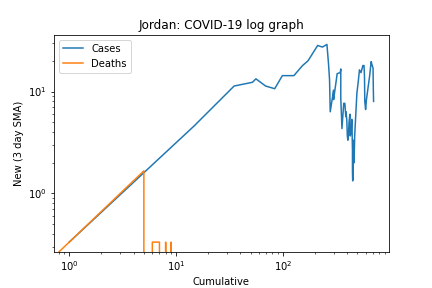 Jordan: COVID-19 log graph
Cases
Deaths
New (3 day SMA)
10¹
10⁰
10⁰ 10¹ 10²
Cumulative